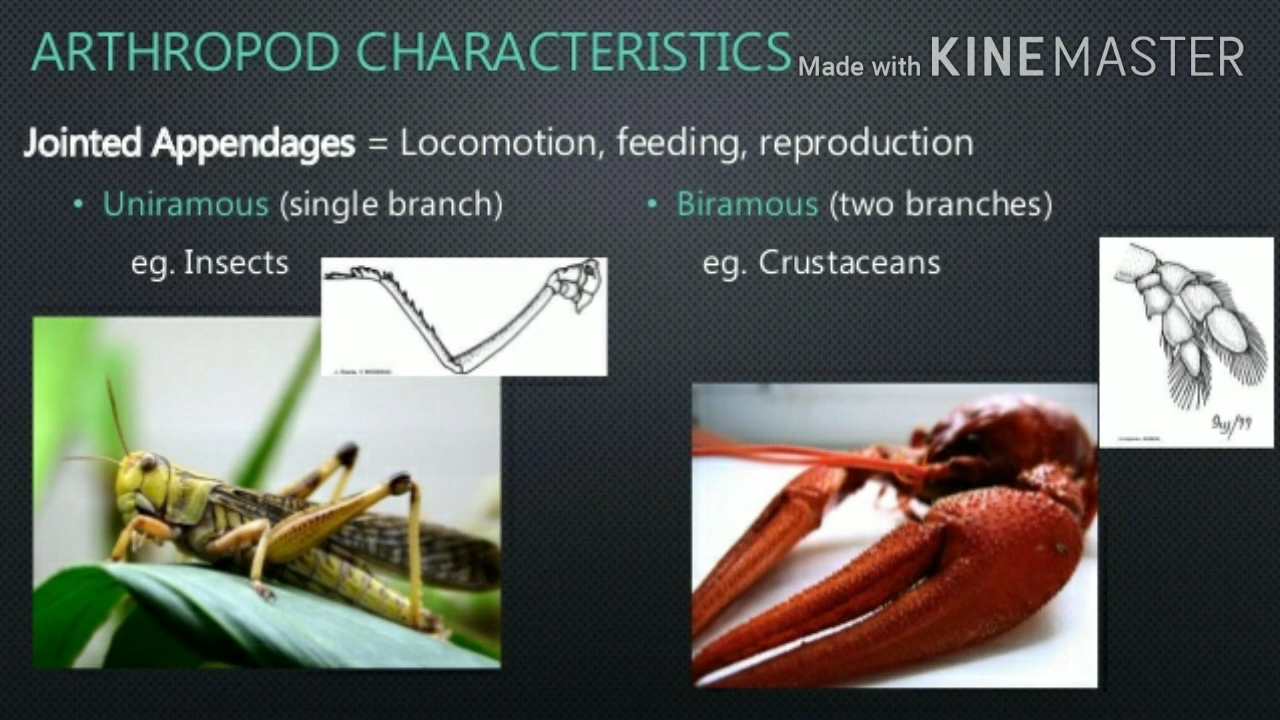 ARTHROPOD CHARACTERISTICS
Made with KINEMASTER
Jointed Appendages = Locomotion, feeding, reproduction
• Uniramous (single branch)
eg. Insects
• Biramous (two branches)
eg. Crustaceans